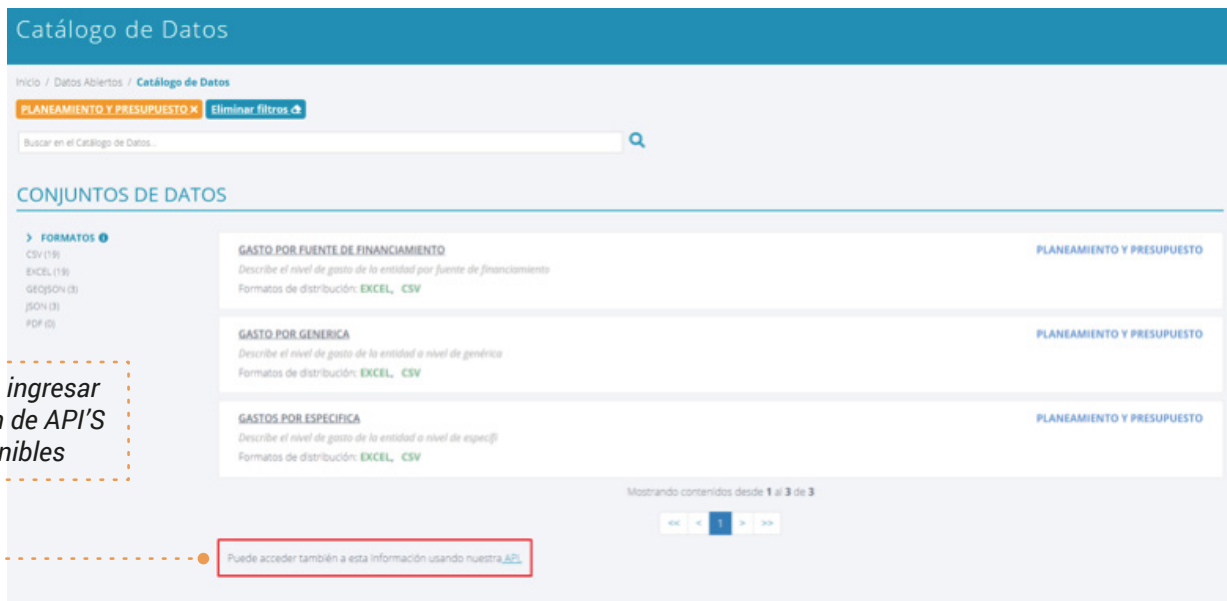 Catálogo de Datos
Inicio / Datos Abiertos / Catálogo de Datos
PLANEAMIENTO Y PRESUPUESTO X Eliminar filtros
Buscar en el Catálogo de Datos...
CONJUNTOS DE DATOS
> FORMATOS
CSV (19)
EXCEL (19)
GEOJSON (3)
JSON (3)
PDF (0)
ingresar
de API'S
nibles
GASTO POR FUENTE DE FINANCIAMIENTO PLANEAMIENTO Y PRESUPUESTO
Describe el nivel de gasto de la entidad por fuente de financiamiento
Formatos de distribución: EXCEL, CSV
GASTO POR GENERICA PLANEAMIENTO Y PRESUPUESTO
Describe el nivel de gasto de la entidad a nivel de genérica
Formatos de distribución: EXCEL, CSV
GASTOS POR ESPECIFICA PLANEAMIENTO Y PRESUPUESTO
Describe el nivel de gasto de la entidad a nivel de específi
Formatos de distribución: EXCEL, CSV
Mostrando contenidos desde 1 al 3 de 3
<< < 1 > >>
Puede acceder también a esta información usando nuestra API.